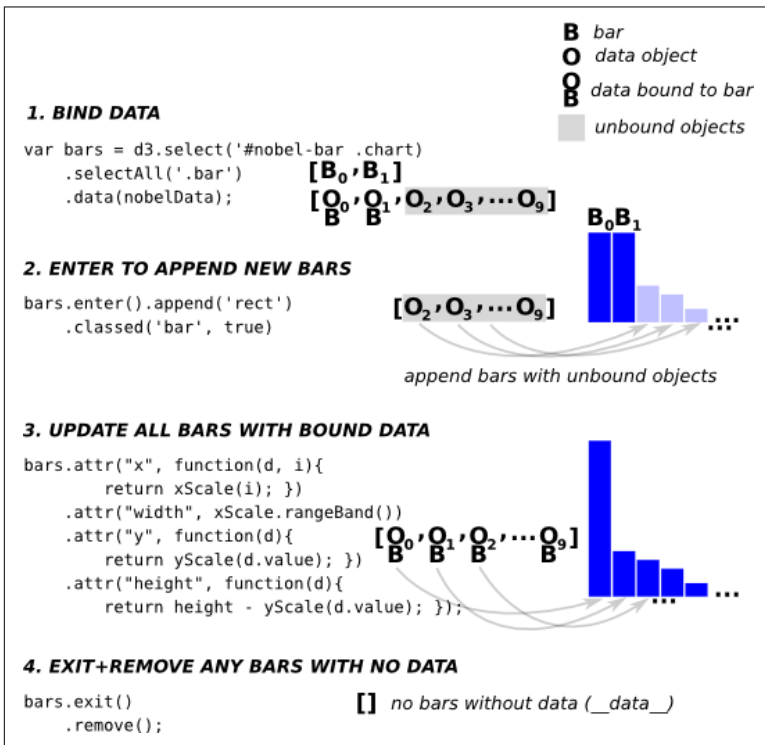 B bar
O data object
O
B data bound to bar
unbound objects
1. BIND DATA
var bars = d3.select('#nobel-bar .chart)
.selectAll('.bar') [B0,B1]
.data(nobelData); [O0,O1,O2,O3,...O9]
B B
B0B1
2. ENTER TO APPEND NEW BARS
bars.enter().append('rect') [O2,O3,...O9]
.classed('bar', true)
...
...
append bars with unbound objects
3. UPDATE ALL BARS WITH BOUND DATA
bars.attr("x", function(d, i){
return xScale(i); })
.attr("width", xScale.rangeBand())
.attr("y", function(d){ [O0,O1,O2,...O9]
return yScale(d.value); }) B B B B
.attr("height", function(d){
return height - yScale(d.value); });
...
...
4. EXIT+REMOVE ANY BARS WITH NO DATA
bars.exit() [] no bars without data (__data__)
.remove();